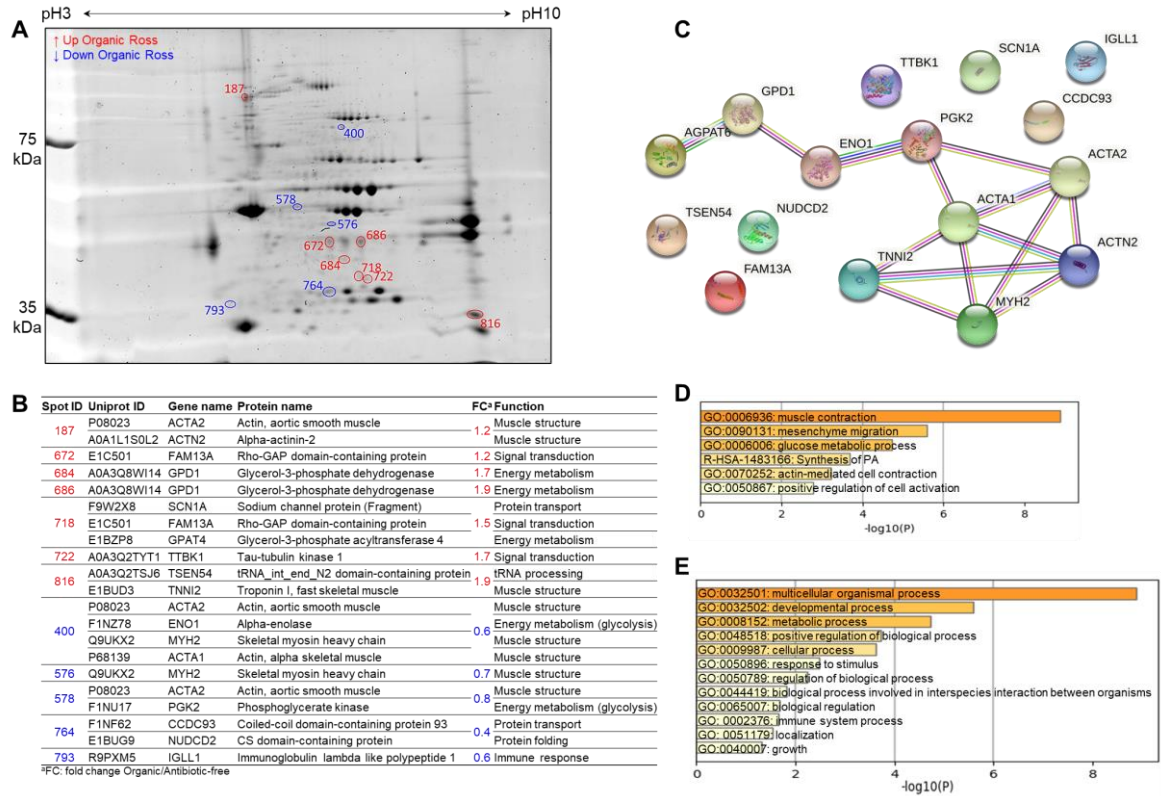 pH3 pH10
A
↑ Up Organic Ross
↓ Down Organic Ross
187
400
75
kDa
578
576
672
686
684
718
722
764
793
35
kDa
816
C
IGLL1
SCN1A
TTBK1
CCDC93
GPD1
PGK2
AGPAT6
ENO1
ACTA2
ACTA1
TSEN54
NUDCD2
TNNI2
ACTN2
FAM13A
MYH2
B
Spot ID Uniprot ID Gene name Protein name FCᵃ Function
187 P08023 ACTA2 Actin, aortic smooth muscle 1.2 Muscle structure
A0A1L1S0L2 ACTN2 Alpha-actinin-2 Muscle structure
672 E1C501 FAM13A Rho-GAP domain-containing protein 1.2 Signal transduction
684 A0A3Q8WI14 GPD1 Glycerol-3-phosphate dehydrogenase 1.7 Energy metabolism
686 A0A3Q8WI14 GPD1 Glycerol-3-phosphate dehydrogenase 1.9 Energy metabolism
F9W2X8 SCN1A Sodium channel protein (Fragment) Protein transport
718 E1C501 FAM13A Rho-GAP domain-containing protein 1.5 Signal transduction
E1BZP8 GPAT4 Glycerol-3-phosphate acyltransferase 4 Energy metabolism
722 A0A3Q2TYT1 TTBK1 Tau-tubulin kinase 1 1.7 Signal transduction
816 A0A3Q2TSJ6 TSEN54 tRNA_int_end_N2 domain-containing protein 1.9 tRNA processing
E1BUD3 TNNI2 Troponin I, fast skeletal muscle Muscle structure
P08023 ACTA2 Actin, aortic smooth muscle Muscle structure
400 F1NZ78 ENO1 Alpha-enolase 0.6 Energy metabolism (glycolysis)
Q9UKX2 MYH2 Skeletal myosin heavy chain Muscle structure
P68139 ACTA1 Actin, alpha skeletal muscle Muscle structure
576 Q9UKX2 MYH2 Skeletal myosin heavy chain 0.7 Muscle structure
578 P08023 ACTA2 Actin, aortic smooth muscle 0.8 Muscle structure
F1NU17 PGK2 Phosphoglycerate kinase Energy metabolism (glycolysis)
764 F1NF62 CCDC93 Coiled-coil domain-containing protein 93 0.4 Protein transport
E1BUG9 NUDCD2 CS domain-containing protein Protein folding
793 R9PXM5 IGLL1 Immunoglobulin lambda like polypeptide 1 0.6 Immune response
ᵃFC: fold change Organic/Antibiotic-free
D
GO:0006936: muscle contraction
GO:0090131: mesenchyme migration
GO:0006006: glucose metabolic process
R-HSA-1483166: Synthesis of PA
GO:0070252: actin-mediated cell contraction
GO:0050867: positive regulation of cell activation
0 2 4 6 8
-log10(P)
E
GO:0032501: multicellular organismal process
GO:0032502: developmental process
GO:0008152: metabolic process
GO:0048518: positive regulation of biological process
GO:0009987: cellular process
GO:0050896: response to stimulus
GO:0050789: regulation of biological process
GO:0044419: biological process involved in interspecies interaction between organisms
GO:0065007: biological regulation
GO: 0002376: immune system process
GO: 0051179: localization
GO:0040007: growth
0 2 4 6 8
-log10(P)